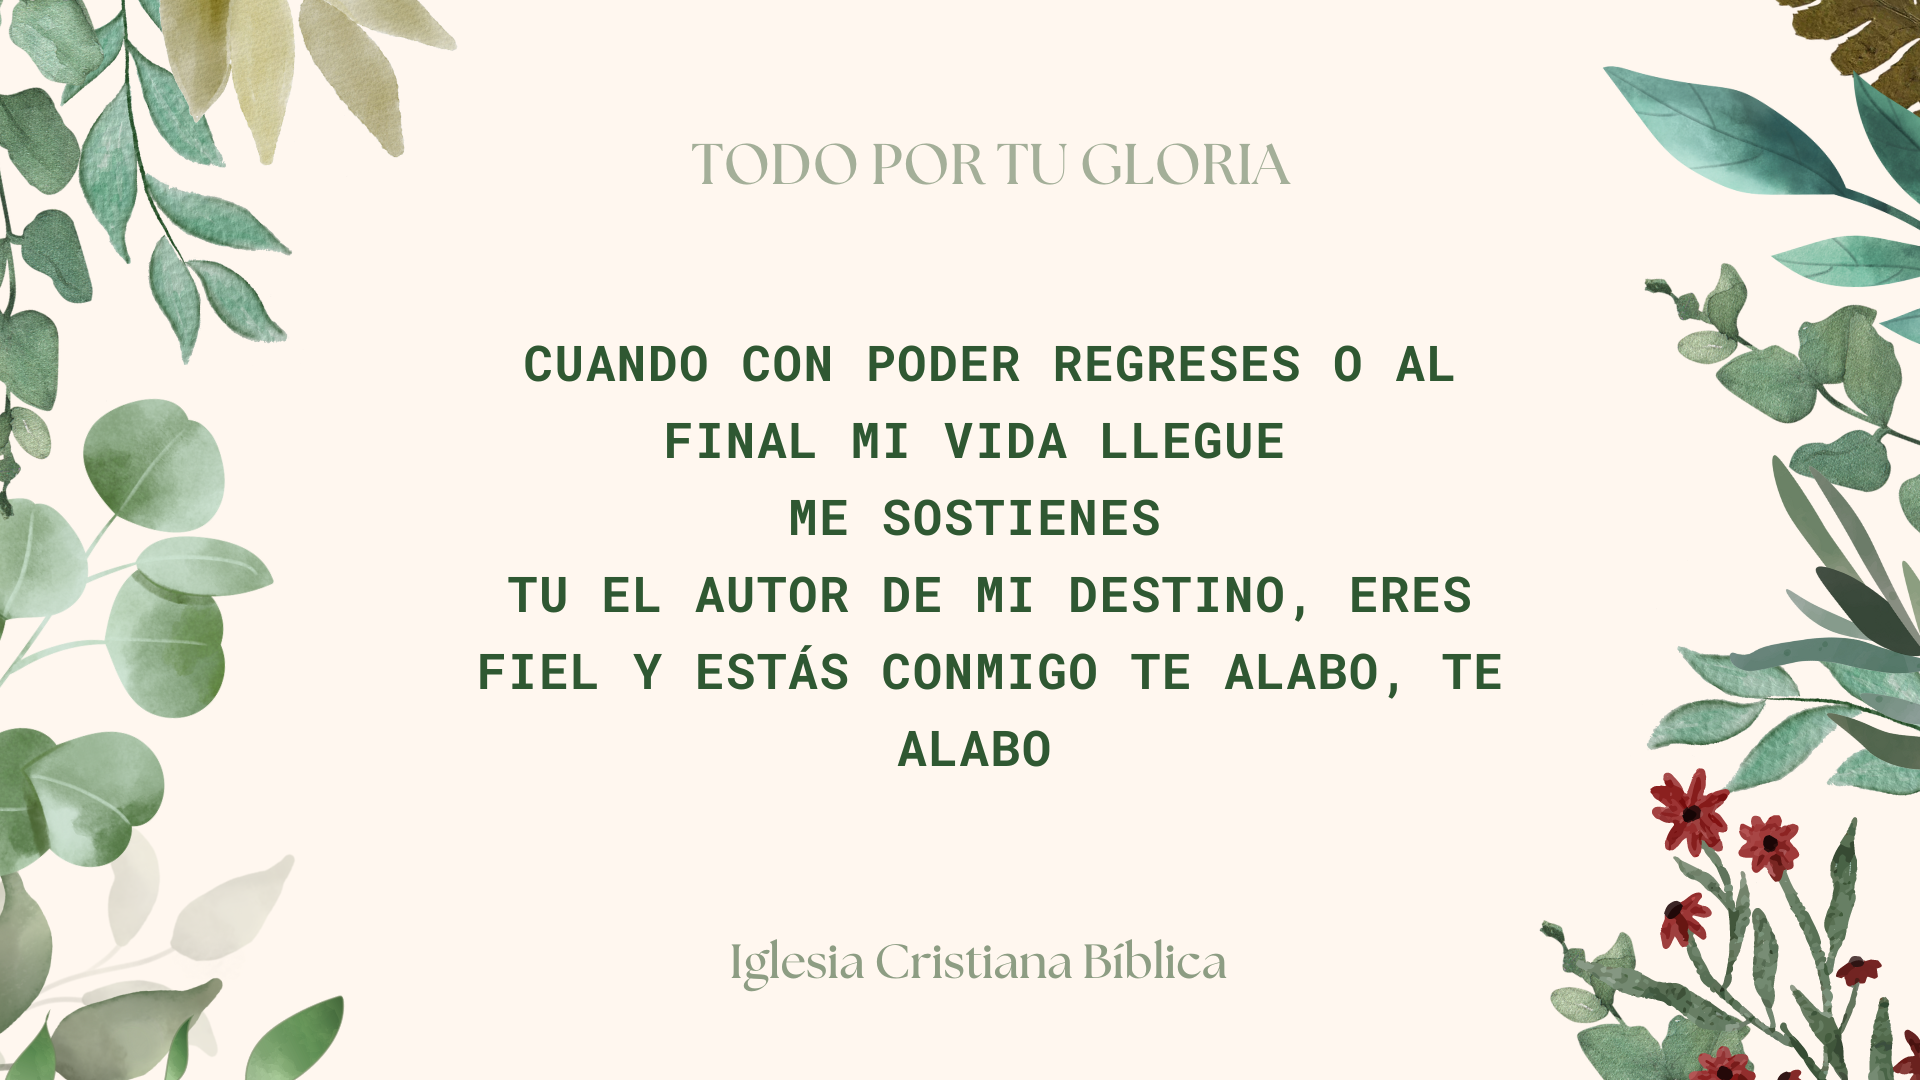 TODO POR TU GLORIA
CUANDO CON PODER REGRESES O AL
FINAL MI VIDA LLEGUE
ME SOSTIENES
TU EL AUTOR DE MI DESTINO, ERES
FIEL Y ESTÁS CONMIGO TE ALABO, TE
ALABO
Iglesia Cristiana Bíblica